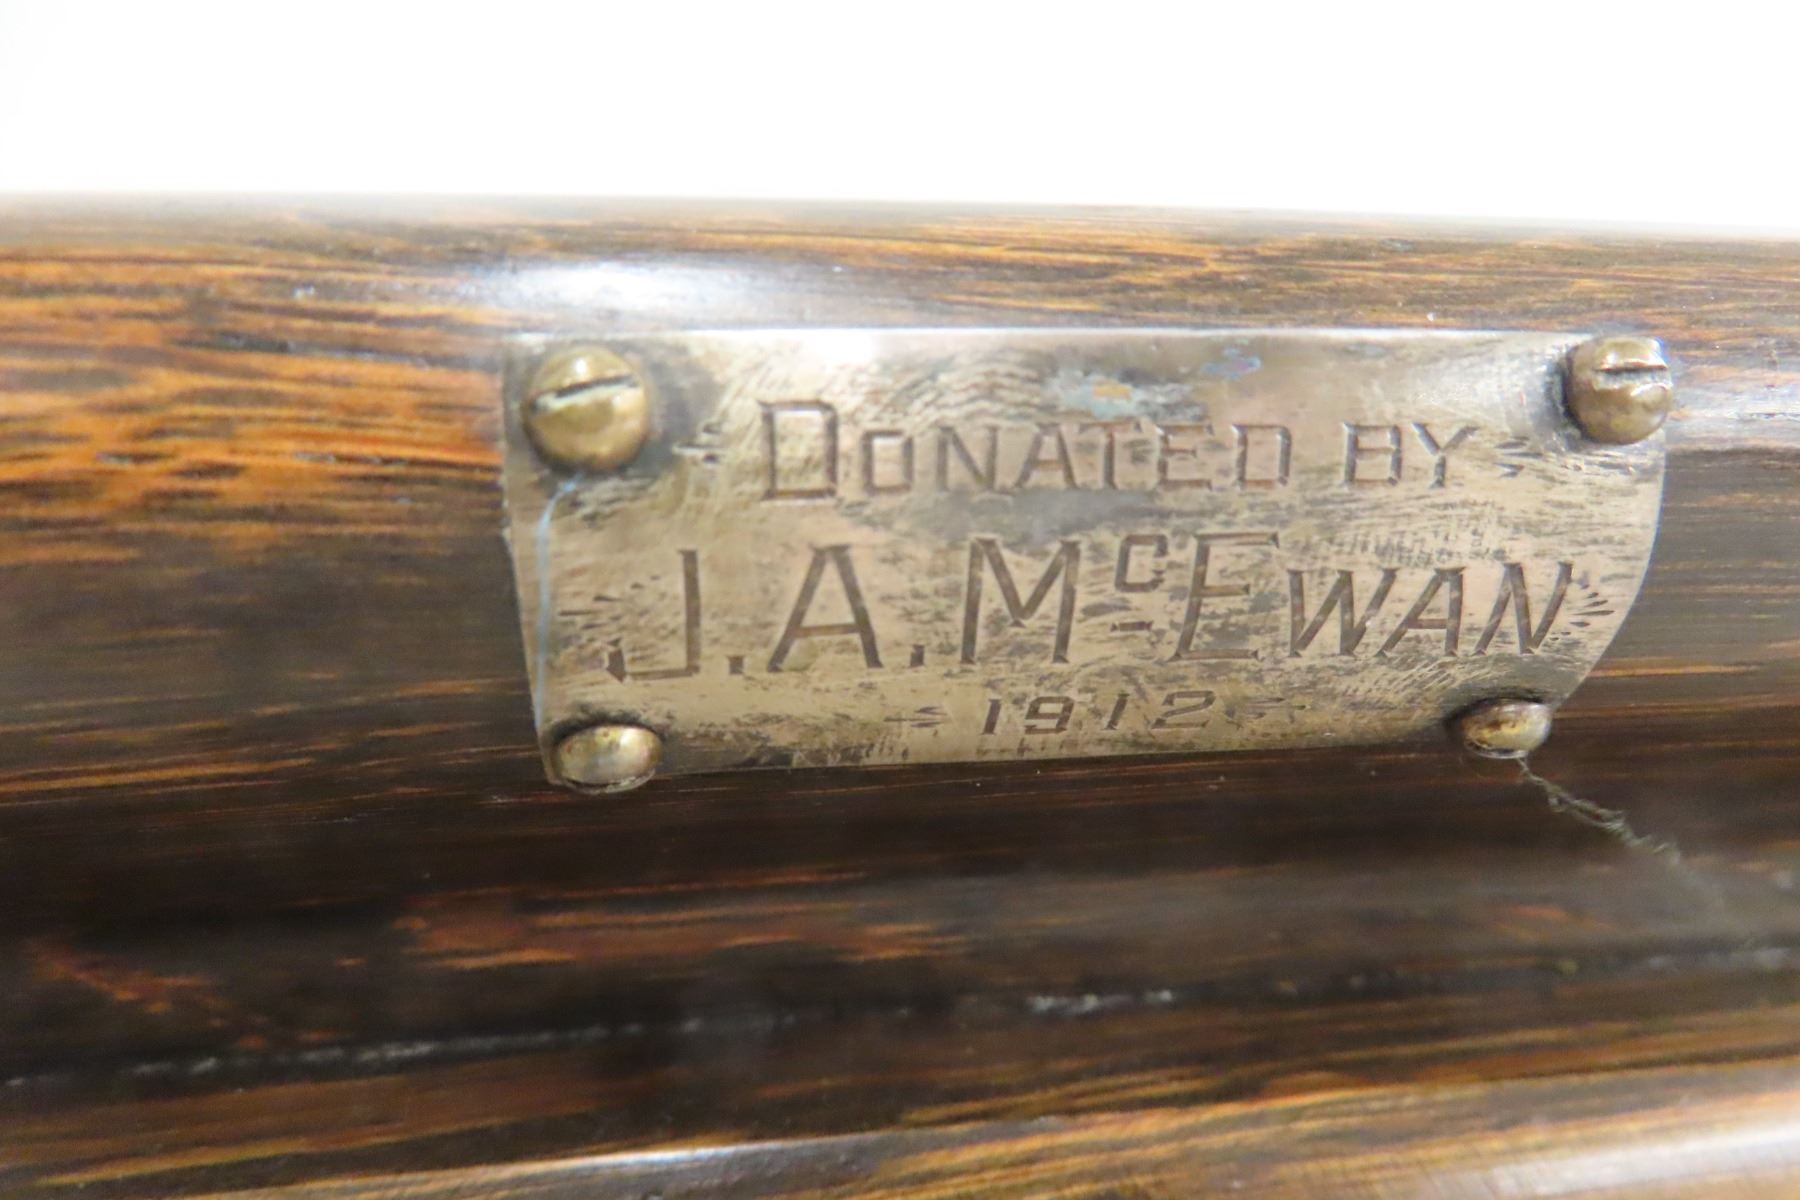 DONATED BY
J. A. McEWAN
1912